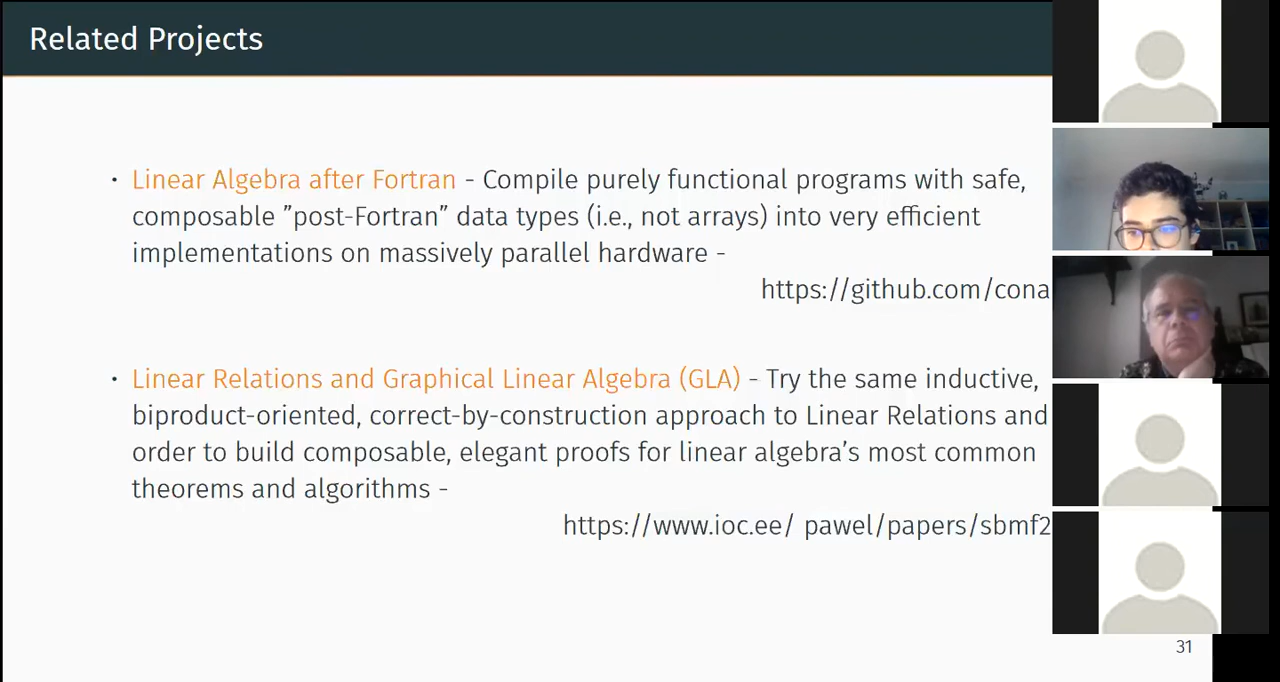 Related Projects
• Linear Algebra after Fortran - Compile purely functional programs with safe,
composable ”post-Fortran” data types (i.e., not arrays) into very efficient
implementations on massively parallel hardware -
https://github.com/cona
• Linear Relations and Graphical Linear Algebra (GLA) - Try the same inductive,
biproduct-oriented, correct-by-construction approach to Linear Relations and
order to build composable, elegant proofs for linear algebra’s most common
theorems and algorithms -
https://www.ioc.ee/ pawel/papers/sbmf2
31